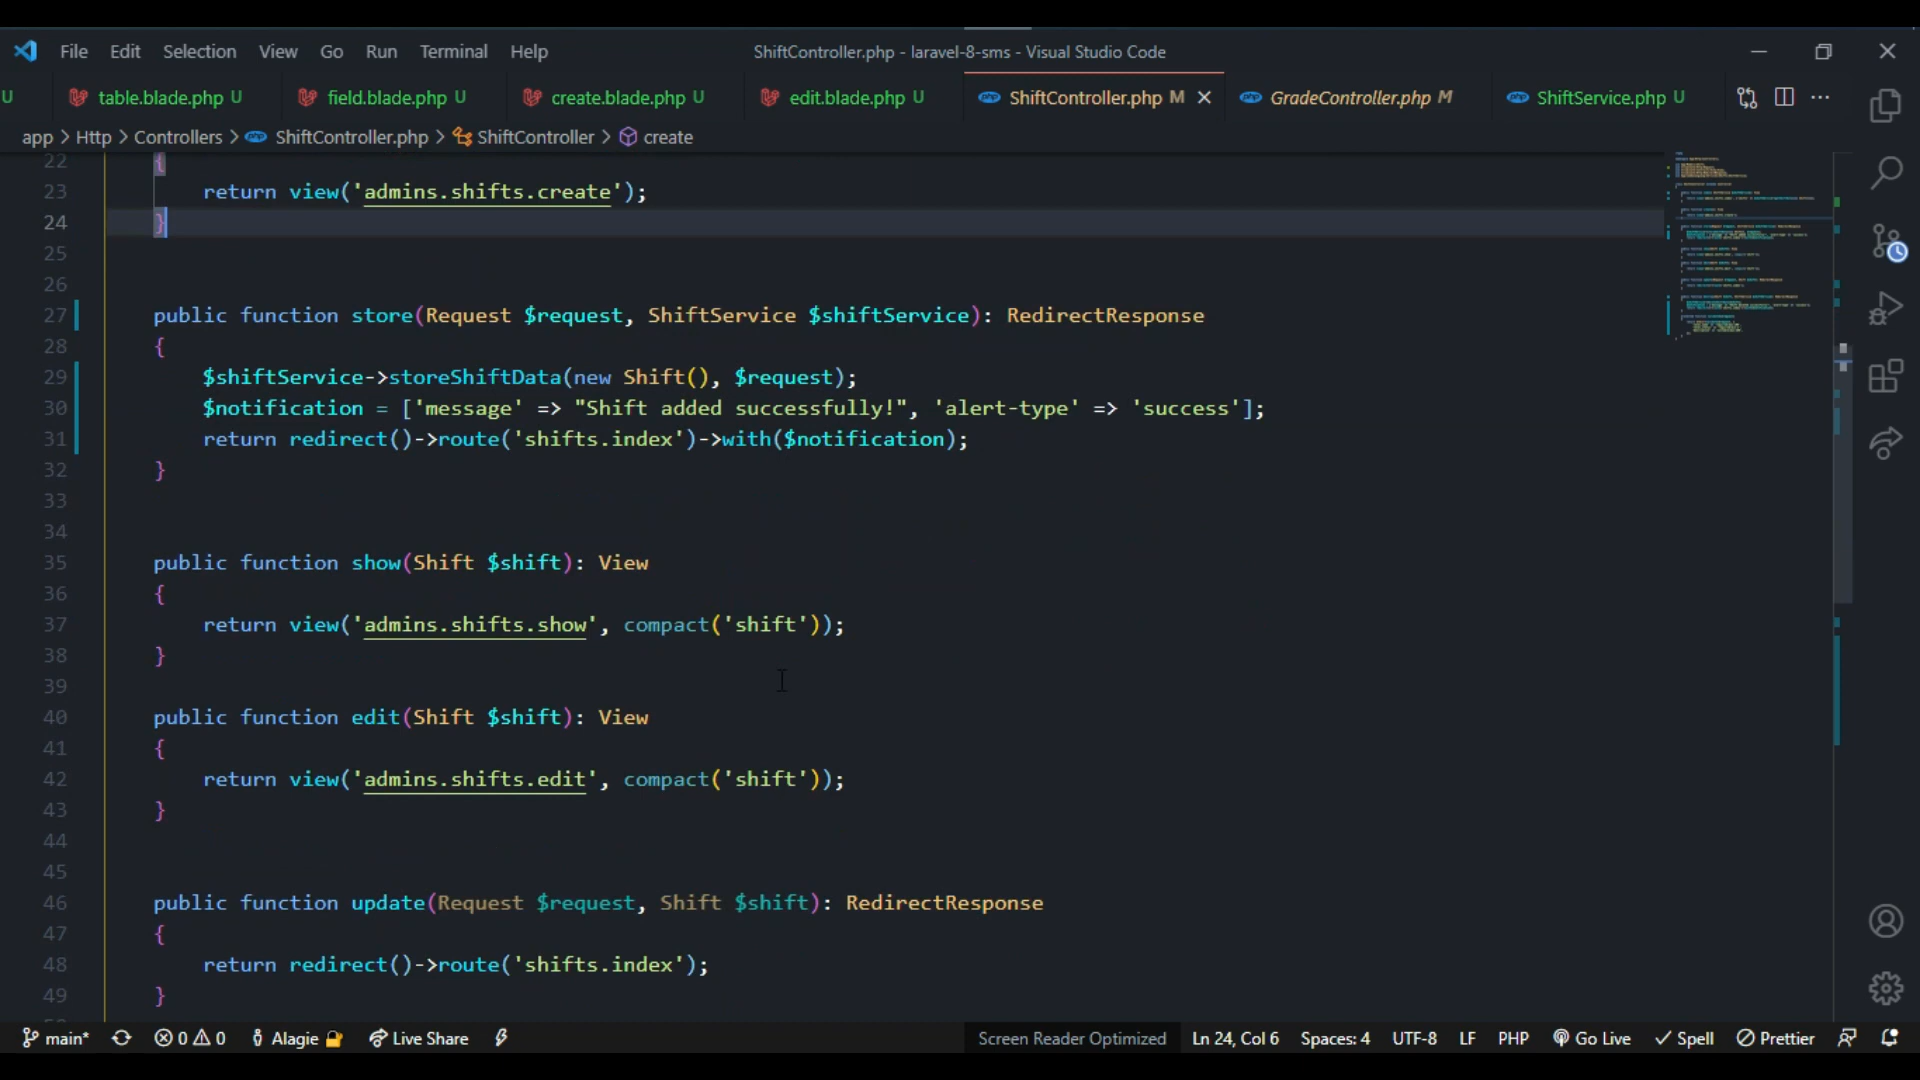 File Edit Selection View Go Run Terminal Help ShiftController.php - laravel-8-sms - Visual Studio Code
U table.blade.php U field.blade.php U create.blade.php U edit.blade.php U ShiftController.php M GradeController.php M ShiftService.php U
app > Http > Controllers > ShiftController.php > ShiftController > create
22 {
23 return view('admins.shifts.create');
24 }
25
26
27 public function store(Request $request, ShiftService $shiftService): RedirectResponse
28 {
29 $shiftService->storeShiftData(new Shift(), $request);
30 $notification = ['message' => "Shift added successfully!", 'alert-type' => 'success'];
31 return redirect()->route('shifts.index')->with($notification);
32 }
33
34
35 public function show(Shift $shift): View
36 {
37 return view('admins.shifts.show', compact('shift'));
38 }
39
40 public function edit(Shift $shift): View
41 {
42 return view('admins.shifts.edit', compact('shift'));
43 }
44
45
46 public function update(Request $request, Shift $shift): RedirectResponse
47 {
48 return redirect()->route('shifts.index');
49 }
main* 0 0 Alagie Live Share Screen Reader Optimized Ln 24, Col 6 Spaces: 4 UTF-8 LF PHP Go Live Spell Prettier